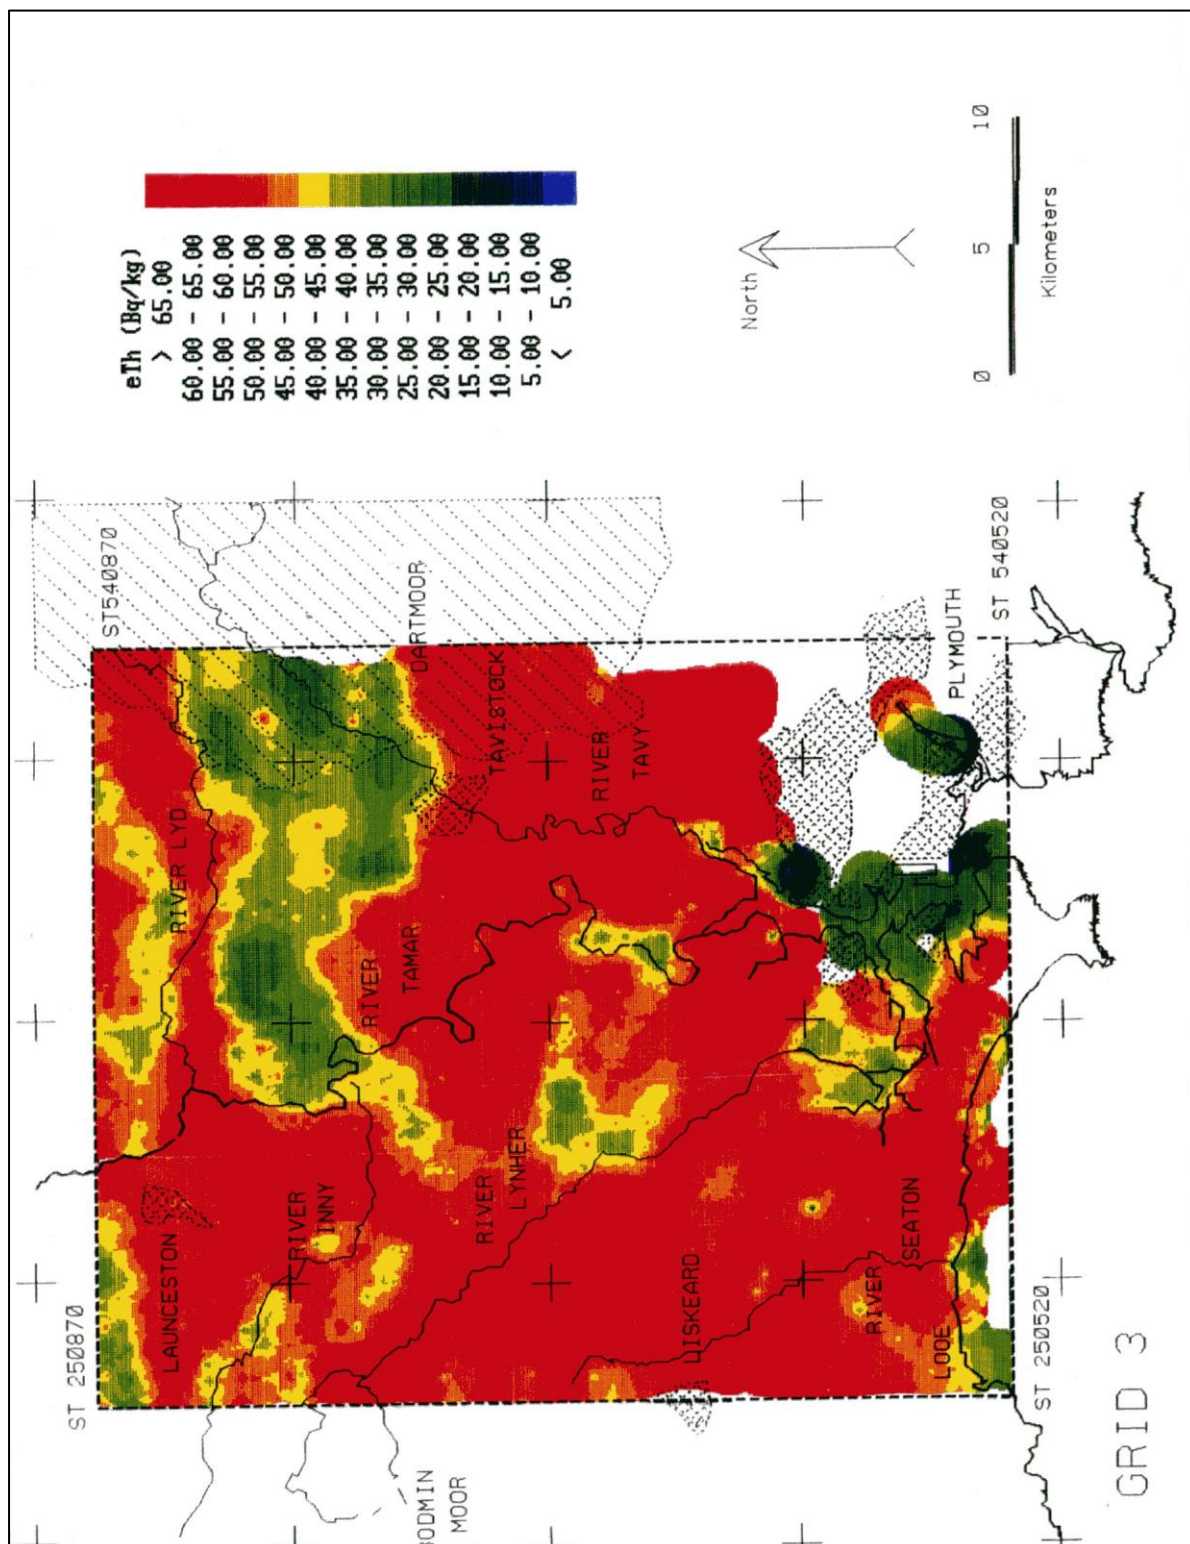 eTh (Bq/kg)
> 65.00
60.00 - 65.00
55.00 - 60.00
50.00 - 55.00
45.00 - 50.00
40.00 - 45.00
35.00 - 40.00
30.00 - 35.00
25.00 - 30.00
20.00 - 25.00
15.00 - 20.00
10.00 - 15.00
5.00 - 10.00
< 5.00
North
0 5 10
Kilometers
ST 250870
ST540870
LAUNCESTON
RIVER LYD
RIVER
INNY
RIVER
TAMAR
DARTMOOR
TAVISTOCK
RIVER
TAVY
RIVER
LYNHER
BODMIN
MOOR
LISKEARD
RIVER
SEATON
LOOE
PLYMOUTH
ST 250520
ST 540520
GRID 3